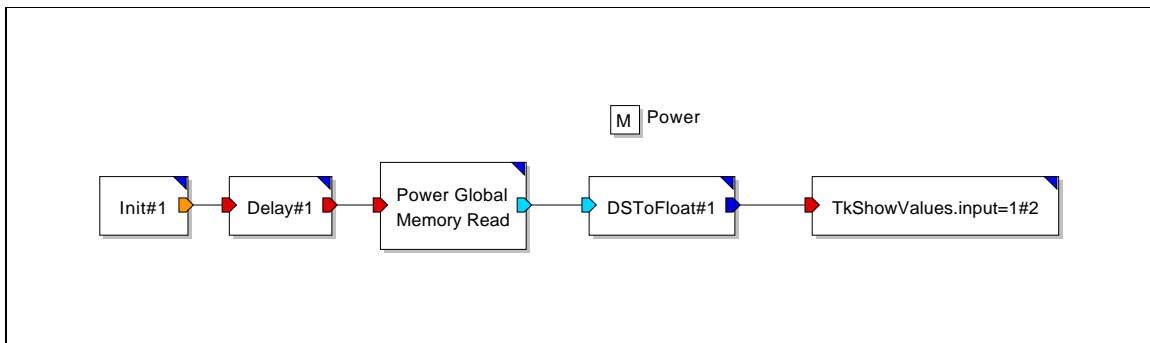 M Power
Init#1
Delay#1
Power Global
Memory Read
DSToFloat#1
TkShowValues.input=1#2